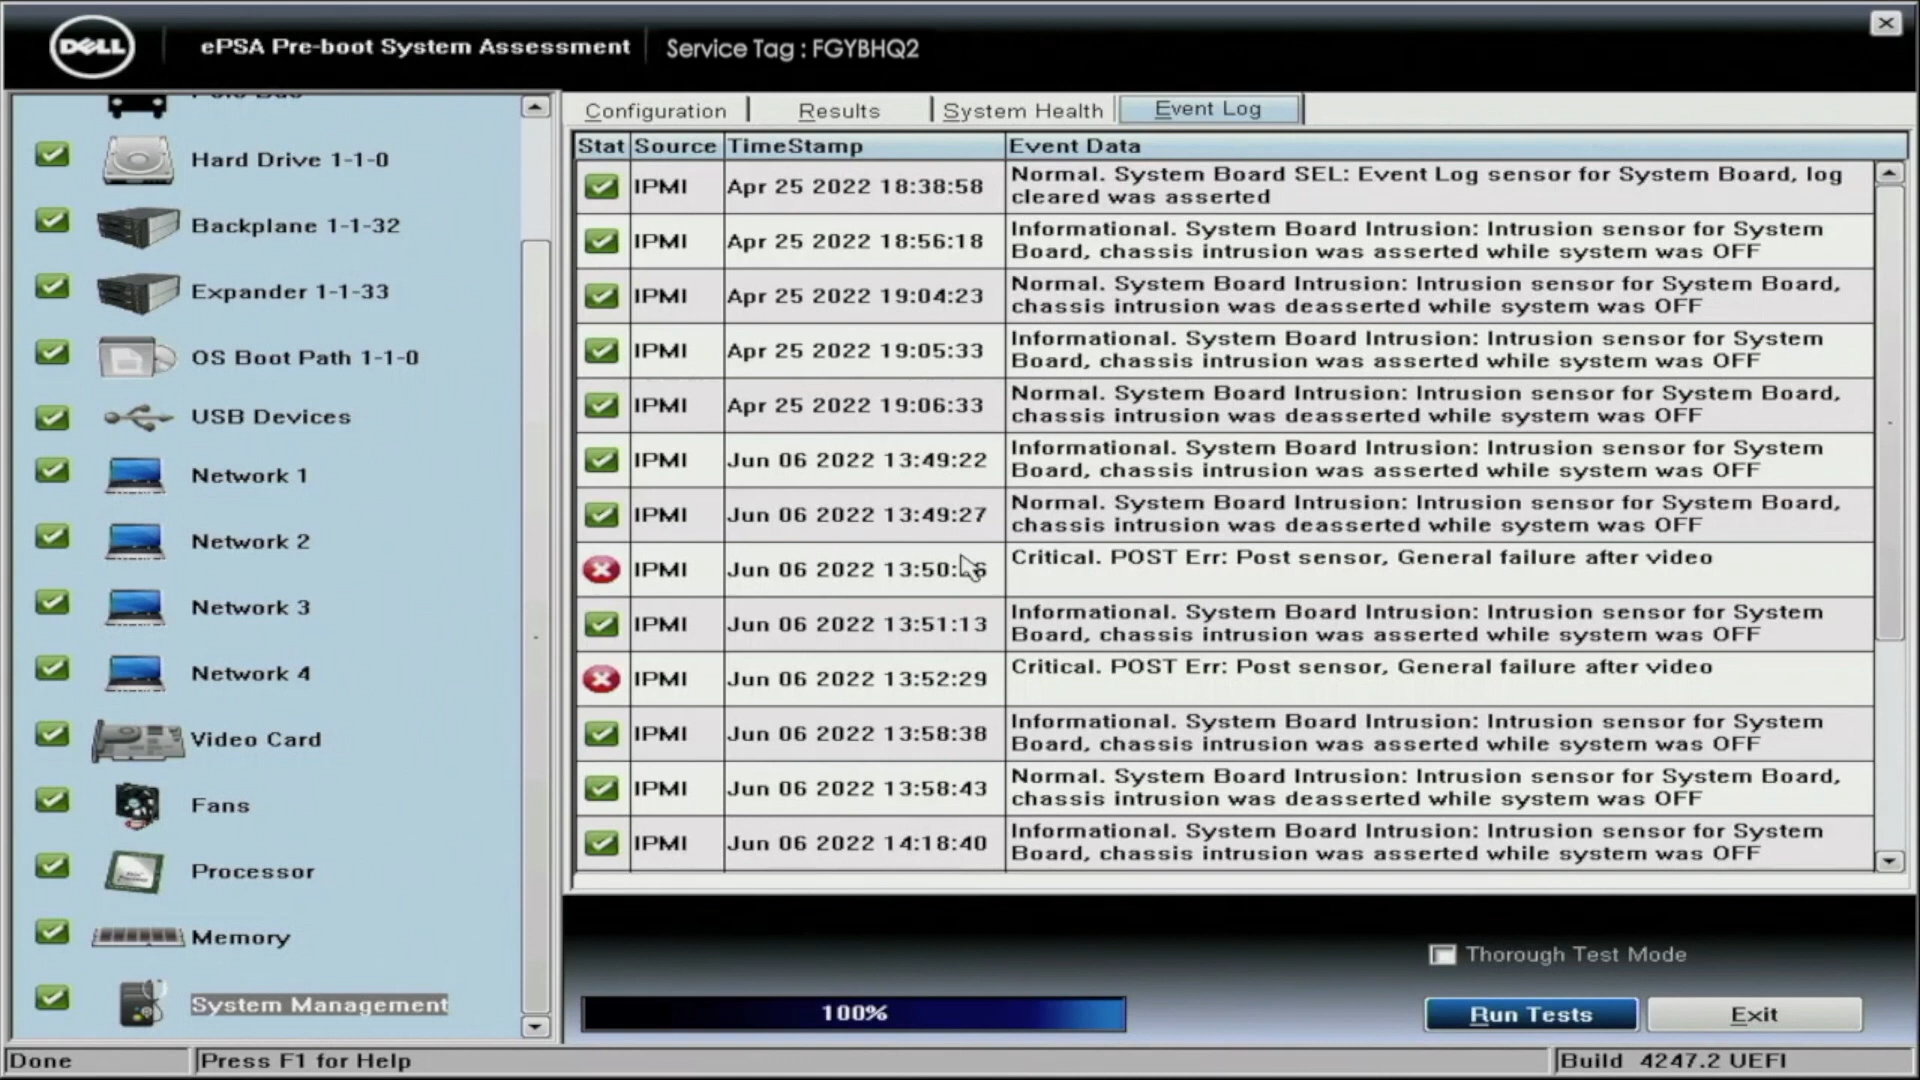 DELL
ePSA Pre-boot System Assessment
Service Tag : FGYBHQ2
Hard Drive 1-1-0
Backplane 1-1-32
Expander 1-1-33
OS Boot Path 1-1-0
USB Devices
Network 1
Network 2
Network 3
Network 4
Video Card
Fans
Processor
Memory
System Management
Configuration
Results
System Health
Event Log
Stat Source TimeStamp Event Data
IPMI Apr 25 2022 18:38:58 Normal. System Board SEL: Event Log sensor for System Board, log
cleared was asserted
IPMI Apr 25 2022 18:56:18 Informational. System Board Intrusion: Intrusion sensor for System
Board, chassis intrusion was asserted while system was OFF
IPMI Apr 25 2022 19:04:23 Normal. System Board Intrusion: Intrusion sensor for System Board,
chassis intrusion was deasserted while system was OFF
IPMI Apr 25 2022 19:05:33 Informational. System Board Intrusion: Intrusion sensor for System
Board, chassis intrusion was asserted while system was OFF
IPMI Apr 25 2022 19:06:33 Normal. System Board Intrusion: Intrusion sensor for System Board,
chassis intrusion was deasserted while system was OFF
IPMI Jun 06 2022 13:49:22 Informational. System Board Intrusion: Intrusion sensor for System
Board, chassis intrusion was asserted while system was OFF
IPMI Jun 06 2022 13:49:27 Normal. System Board Intrusion: Intrusion sensor for System Board,
chassis intrusion was deasserted while system was OFF
IPMI Jun 06 2022 Critical. POST Err: Post sensor, General failure after video
IPMI Jun 06 2022 13:51:13 Informational. System Board Intrusion: Intrusion sensor for System
Board, chassis intrusion was asserted while system was OFF
IPMI Jun 06 2022 13:52:29 Critical. POST Err: Post sensor, General failure after video
IPMI Jun 06 2022 13:58:38 Informational. System Board Intrusion: Intrusion sensor for System
Board, chassis intrusion was asserted while system was OFF
IPMI Jun 06 2022 13:58:43 Normal. System Board Intrusion: Intrusion sensor for System Board,
chassis intrusion was deasserted while system was OFF
IPMI Jun 06 2022 14:18:40 Informational. System Board Intrusion: Intrusion sensor for System
Board, chassis intrusion was asserted while system was OFF
Thorough Test Mode
100%
Run Tests
Exit
Done
Press F1 for Help
Build 4247.2 UEFI